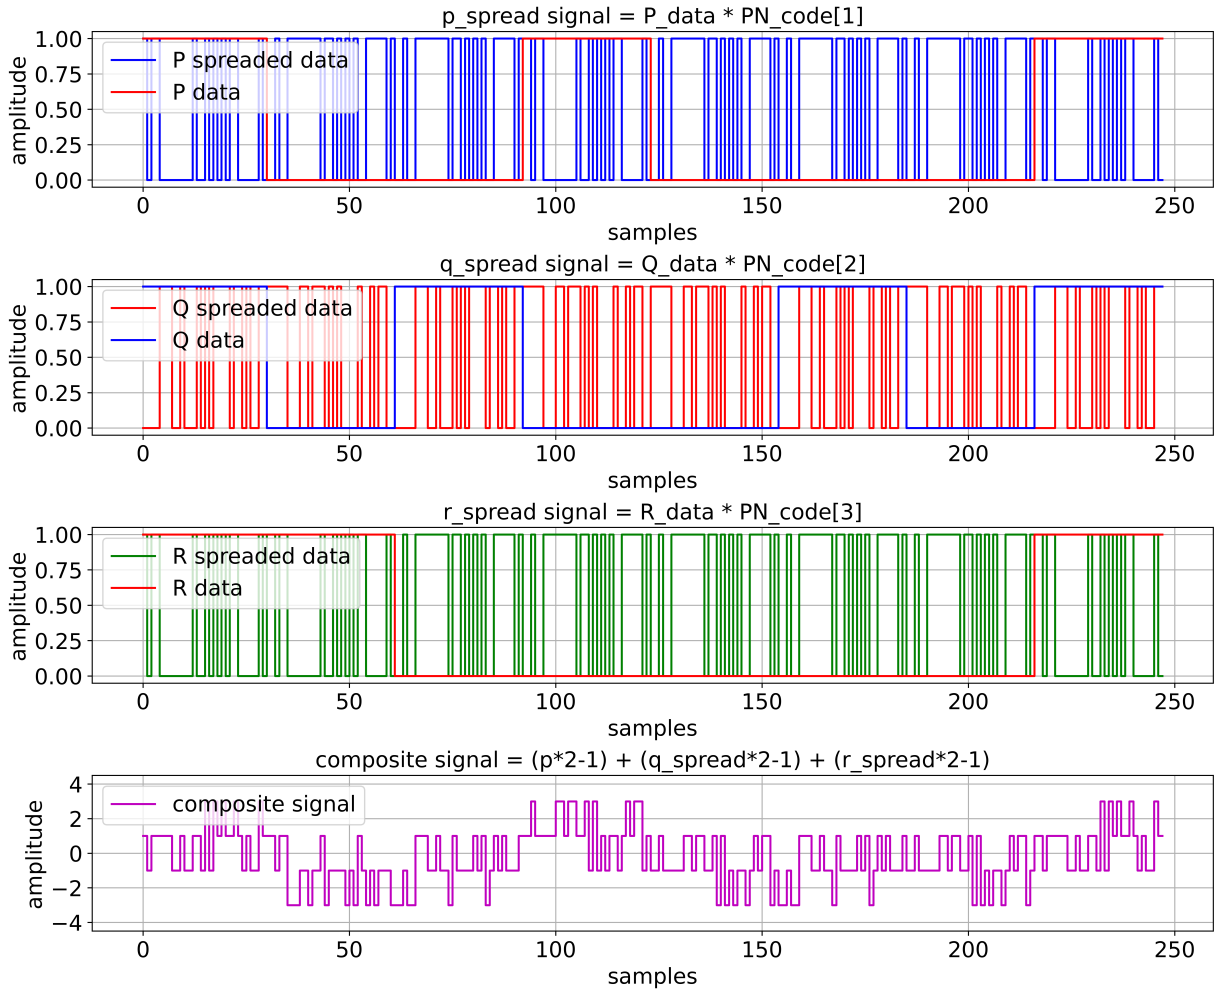 p_spread signal = P_data * PN_code[1]
amplitude
1.00
0.75
0.50
0.25
0.00
P spreaded data
P data
0 50 100 150 200 250
samples
q_spread signal = Q_data * PN_code[2]
amplitude
1.00
0.75
0.50
0.25
0.00
Q spreaded data
Q data
0 50 100 150 200 250
samples
r_spread signal = R_data * PN_code[3]
amplitude
1.00
0.75
0.50
0.25
0.00
R spreaded data
R data
0 50 100 150 200 250
samples
composite signal = (p*2-1) + (q_spread*2-1) + (r_spread*2-1)
amplitude
4
2
0
−2
−4
composite signal
0 50 100 150 200 250
samples